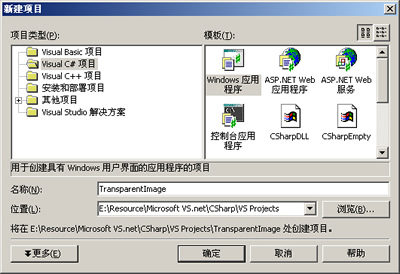 新建项目
项目类型(P):
模板(T):
Visual Basic 项目
Visual C# 项目
Visual C++ 项目
安装和部署项目
其他项目
Visual Studio 解决方案
Windows 应用程序
ASP.NET Web 应用程序
ASP.NET Web 服务
控制台应用程序
CSharpDLL
CSharpEmpty
用于创建具有 Windows 用户界面的应用程序的项目
名称(N):
TransparentImage
位置(L):
E:\Resource\Microsoft VS.net\CSharp\VS Projects
浏览(B)...
将在 E:\Resource\Microsoft VS.net\CSharp\VS Projects\TransparentImage 处创建项目。
更多(E)
确定
取消
帮助